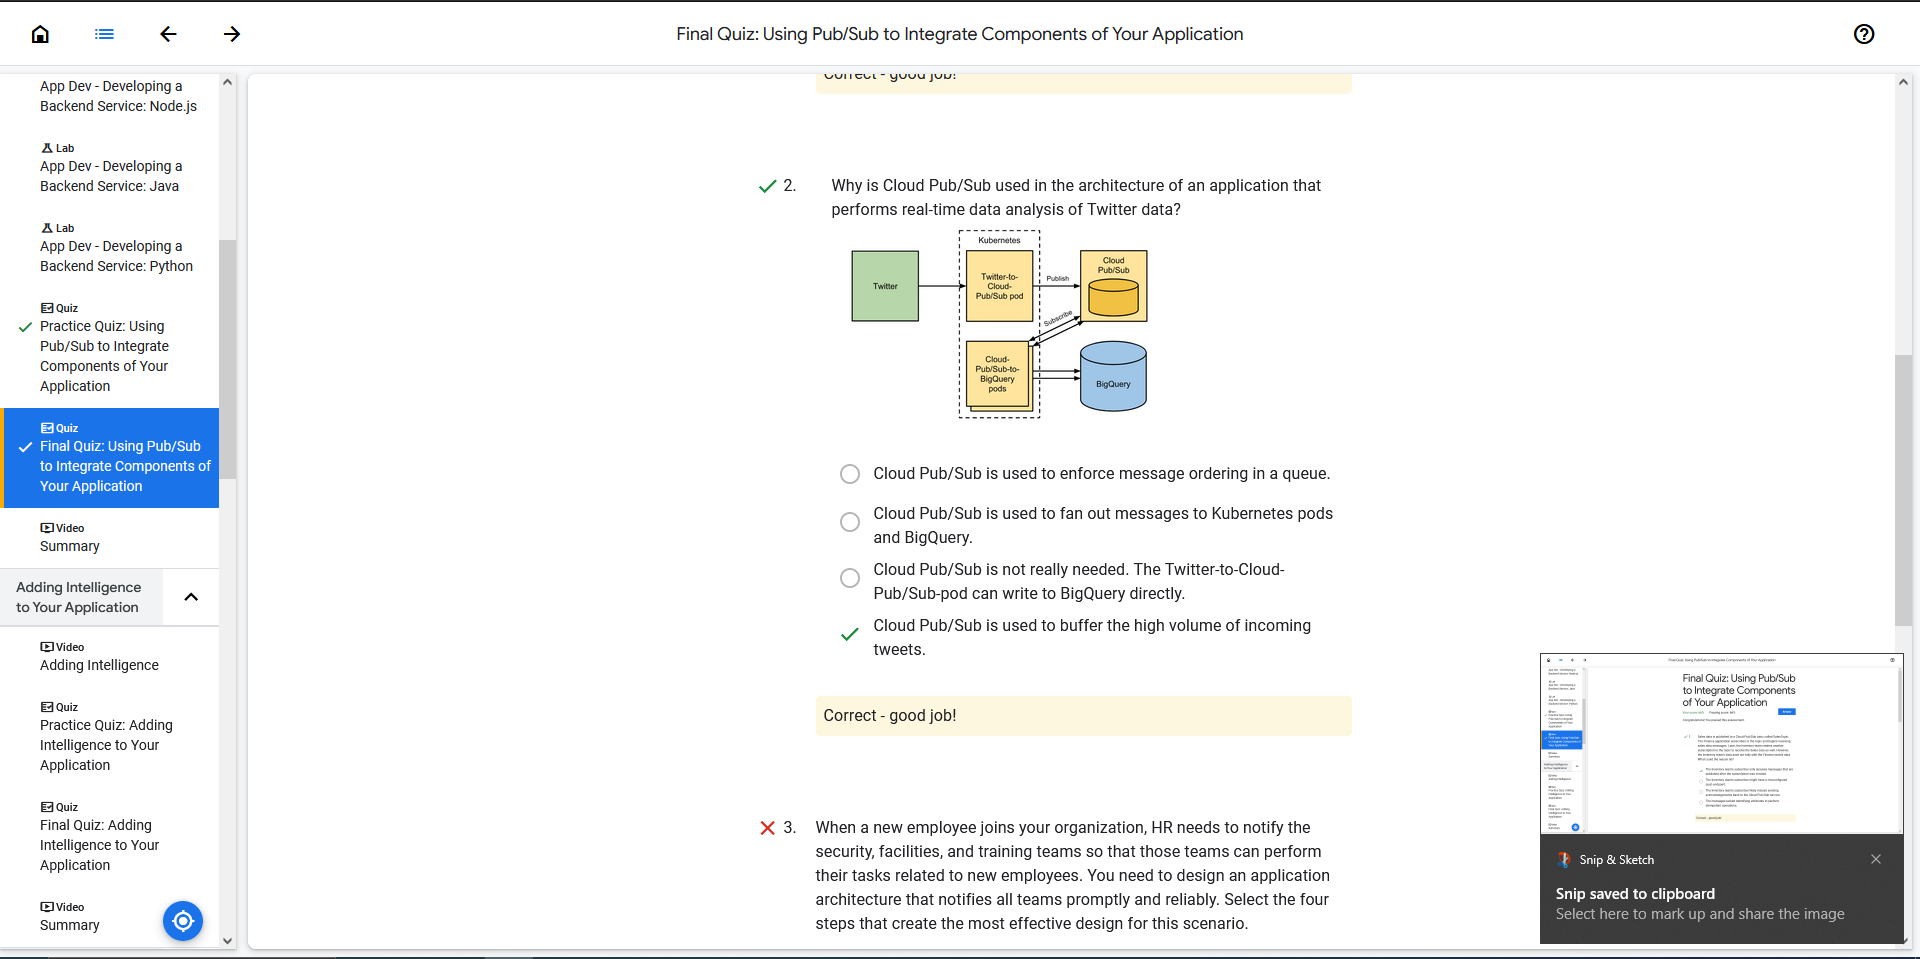 Final Quiz: Using Pub/Sub to Integrate Components of Your Application
App Dev - Developing a
Backend Service: Node.js
Lab
App Dev - Developing a
Backend Service: Java
Lab
App Dev - Developing a
Backend Service: Python
Quiz
Practice Quiz: Using
Pub/Sub to Integrate
Components of Your
Application
Quiz
Final Quiz: Using Pub/Sub
to Integrate Components of
Your Application
Video
Summary
Adding Intelligence
to Your Application
Video
Adding Intelligence
Quiz
Practice Quiz: Adding
Intelligence to Your
Application
Quiz
Final Quiz: Adding
Intelligence to Your
Application
Video
Summary
Correct - good job!
2.
Why is Cloud Pub/Sub used in the architecture of an application that
performs real-time data analysis of Twitter data?
Kubernetes
Twitter
Twitter-to-
Cloud-
Pub/Sub pod
Publish
Cloud
Pub/Sub
Subscribe
Cloud-
Pub/Sub-to-
BigQuery
pods
BigQuery
Cloud Pub/Sub is used to enforce message ordering in a queue.
Cloud Pub/Sub is used to fan out messages to Kubernetes pods
and BigQuery.
Cloud Pub/Sub is not really needed. The Twitter-to-Cloud-
Pub/Sub-pod can write to BigQuery directly.
Cloud Pub/Sub is used to buffer the high volume of incoming
tweets.
Correct - good job!
3.
When a new employee joins your organization, HR needs to notify the
security, facilities, and training teams so that those teams can perform
their tasks related to new employees. You need to design an application
architecture that notifies all teams promptly and reliably. Select the four
steps that create the most effective design for this scenario.
Final Quiz: Using Pub/Sub
to Integrate Components
of Your Application
Snip & Sketch
Snip saved to clipboard
Select here to mark up and share the image